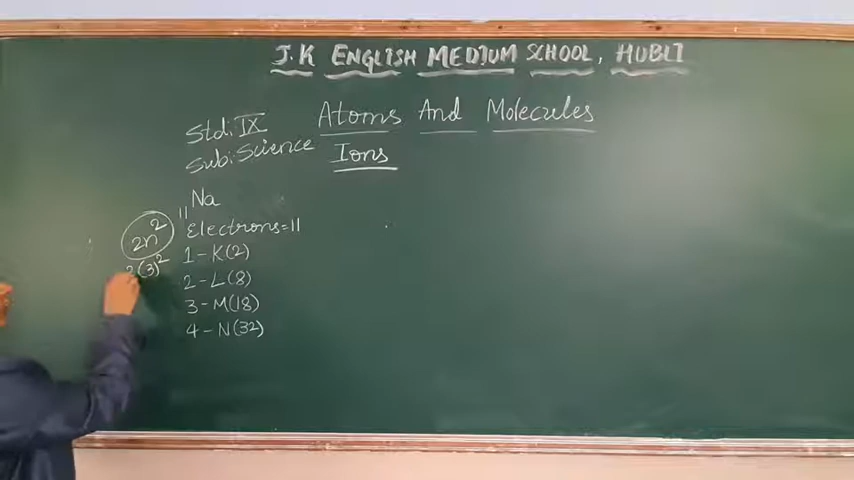 J.K ENGLISH MEDIUM SCHOOL, HUBLI
Std: IX Atoms And Molecules
Sub: Science Ions
Na
11
Electrons=11
2n²
1-K(2)
2(3)²
2-L(8)
3-M(18)
4-N(32)